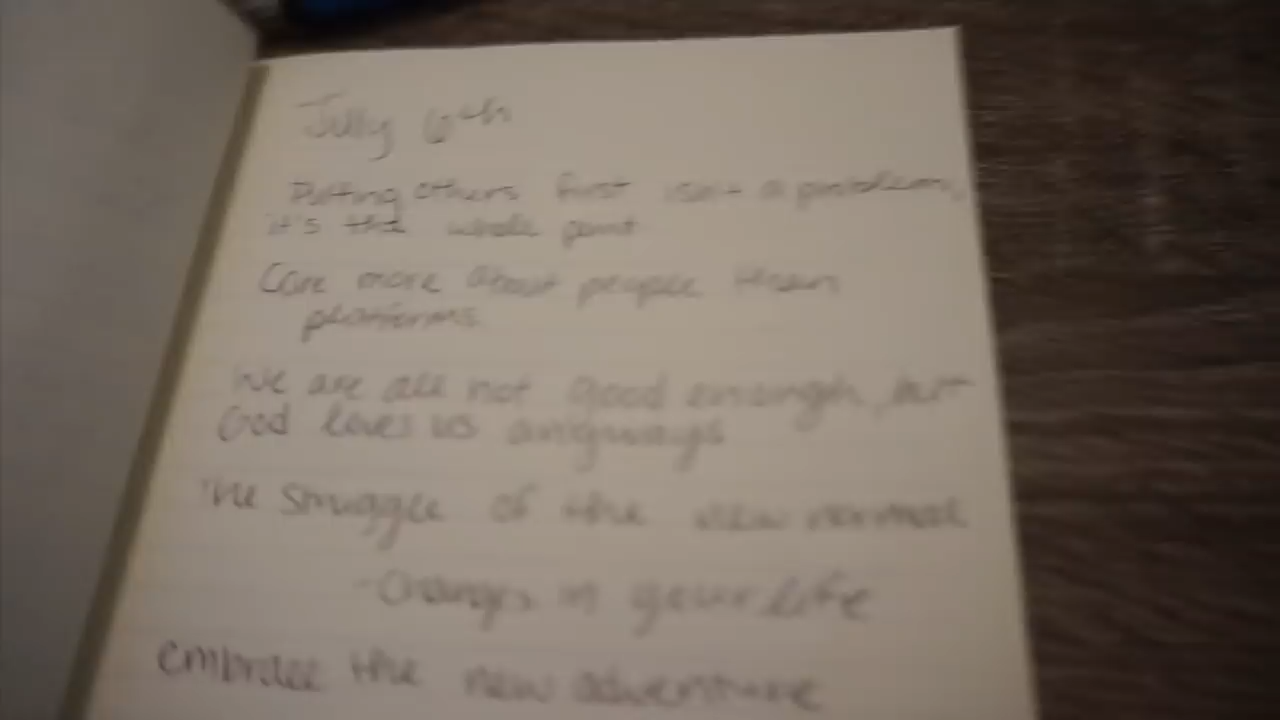 July 6th
Putting others first isn't a problem,
it's the whole point
Care more about people than
platforms
We are all not good enough, but
God loves us anyways
The struggle of the new normal
-Changes in your life
embrace the new adventure